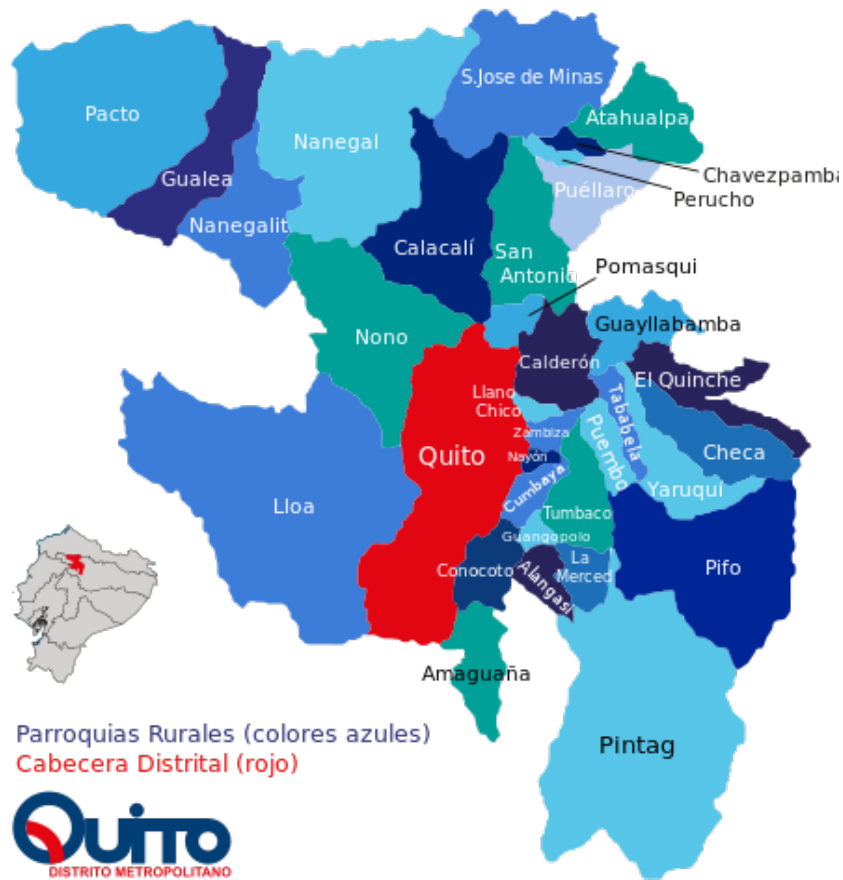 S.Jose de Minas
Pacto
Atahualpa
Nanegal
Gualea
Chavezpamba
Puéllaro
Perucho
Nanegalit
Calacalí
San
Antonio
Pomasqui
Nono
Guayllabamba
Calderón
El Quinche
Llano
Chico
Tababela
Zambiza
Puembo
Checa
Quito
Nayón
Cumbaya
Yaruqui
Lloa
Tumbaco
Guangopolo
La
Merced
Conocoto
Alangasi
Pifo
Amaguaña
Pintag
Parroquias Rurales (colores azules)
Cabecera Distrital (rojo)
QUITO
DISTRITO METROPOLITANO